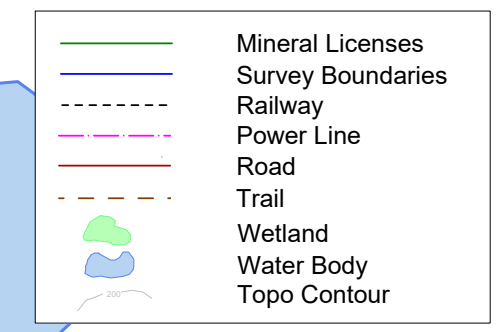 Mineral Licenses
Survey Boundaries
Railway
Power Line
Road
Trail
Wetland
Water Body
200 Topo Contour